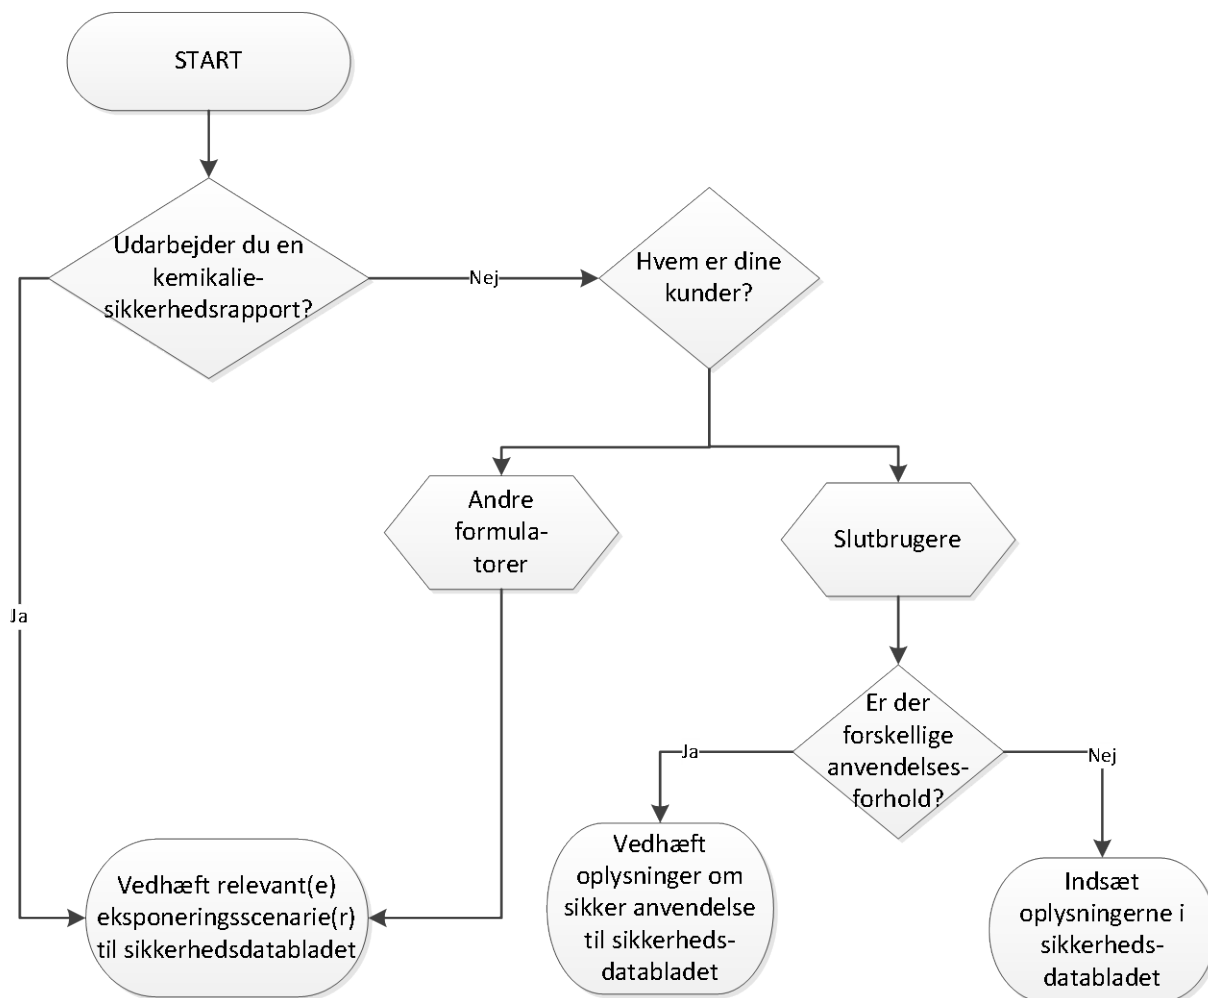 START
Udarbejder du en
kemikalie-
sikkerhedsrapport?
Nej
Hvem er dine
kunder?
Andre
formula-
torer
Slutbrugere
Ja
Er der
forskellige
anvendelses-
forhold?
Ja
Nej
Vedhæft relevant(e)
eksponeringsscenarie(r)
til sikkerhedsdatabladet
Vedhæft
oplysninger om
sikker anvendelse
til sikkerheds-
databladet
Indsæt
oplysningerne i
sikkerheds-
databladet